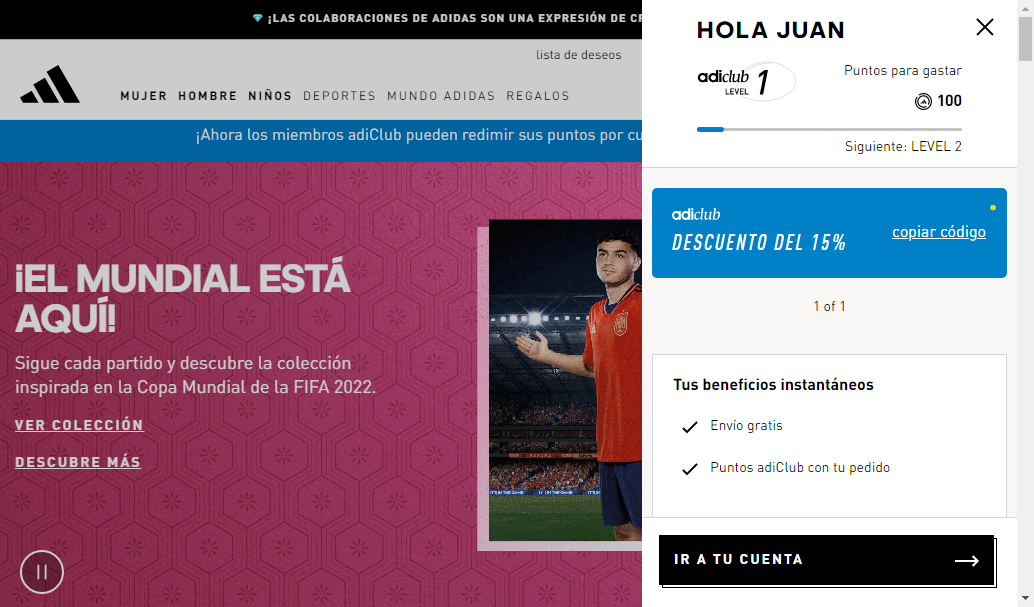 ¡LAS COLABORACIONES DE ADIDAS SON UNA EXPRESIÓN DE
lista de deseos
MUJER HOMBRE NIÑOS DEPORTES MUNDO ADIDAS REGALOS
¡Ahora los miembros adiClub pueden redimir sus puntos por
¡EL MUNDIAL ESTÁ
AQUÍ!
Sigue cada partido y descubre la colección
inspirada en la Copa Mundial de la FIFA 2022.
VER COLECCIÓN
DESCUBRE MÁS
HOLA JUAN
adiclub
LEVEL 1
Puntos para gastar
100
Siguiente: LEVEL 2
adiclub
DESCUENTO DEL 15%
copiar código
1 of 1
Tus beneficios instantáneos
Envío gratis
Puntos adiClub con tu pedido
IR A TU CUENTA